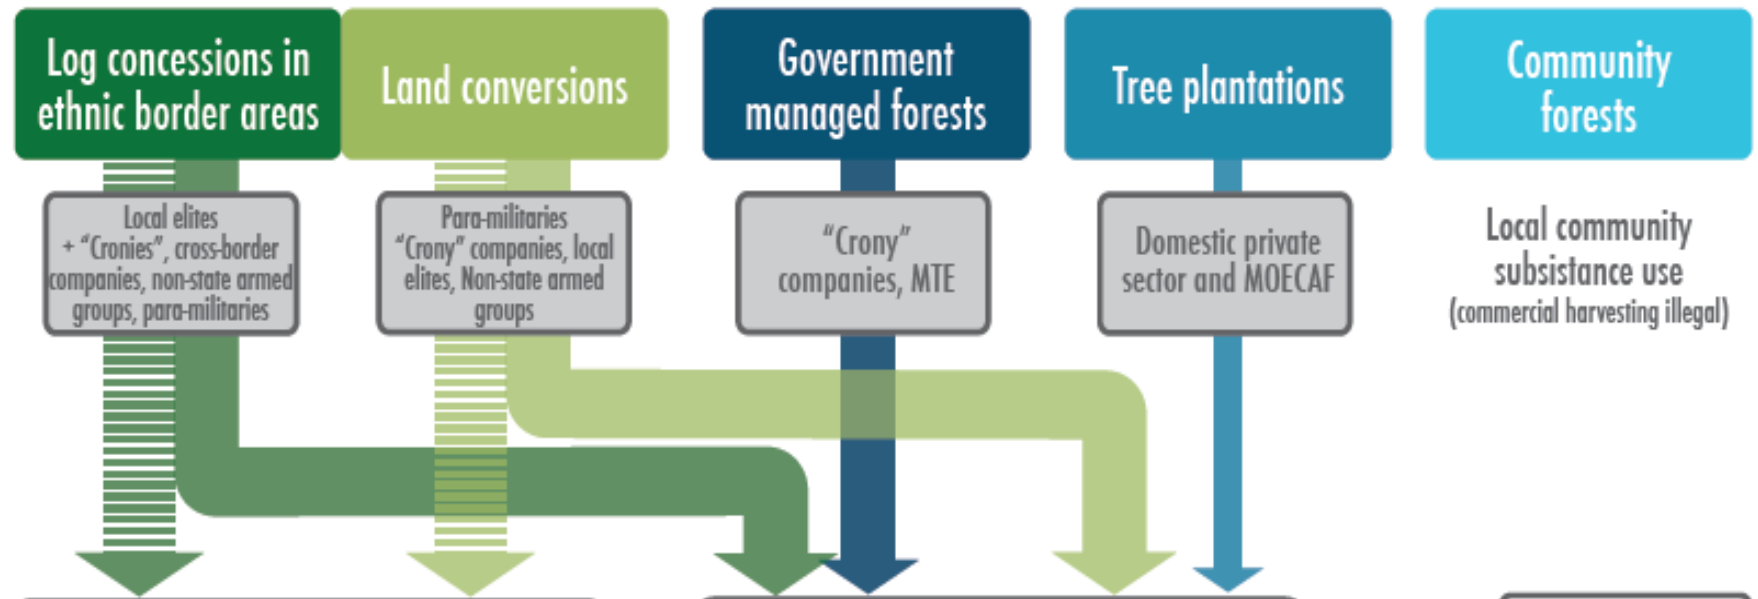 Log concessions in
ethnic border areas
Land conversions
Government
managed forests
Tree plantations
Community
forests
Local elites
+ “Cronies”, cross-border
companies, non-state armed
groups, para-militaries
Para-militaries
“Crony” companies, local
elites, Non-state armed
groups
“Crony”
companies, MTE
Domestic private
sector and MOECAF
Local community
subsistance use
(commercial harvesting illegal)